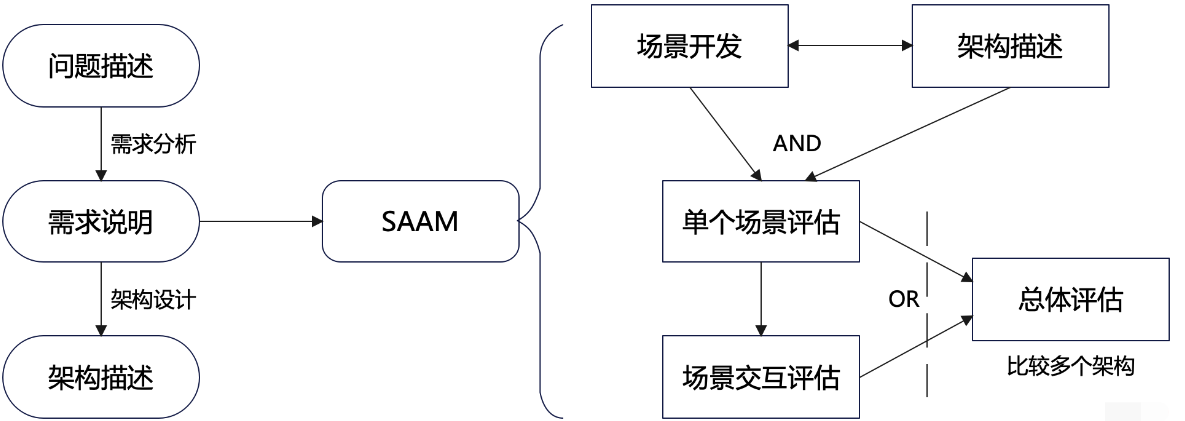 问题描述
需求分析
需求说明
架构设计
架构描述
SAAM
场景开发
架构描述
AND
单个场景评估
OR
场景交互评估
总体评估
比较多个架构